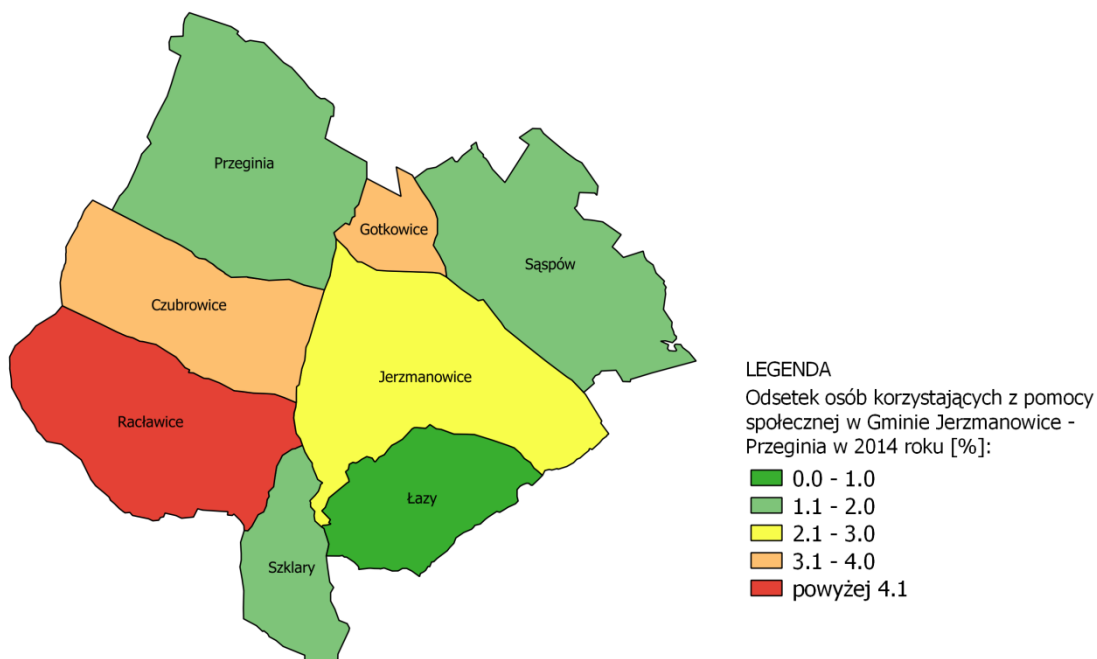 Przeginia
Gotkowice
Sąspów
Czubrowice
Jerzmanowice
Racławice
Łazy
Szklary
LEGENDA
Odsetek osób korzystających z pomocy
społecznej w Gminie Jerzmanowice -
Przeginia w 2014 roku [%]:
0.0 - 1.0
1.1 - 2.0
2.1 - 3.0
3.1 - 4.0
powyżej 4.1